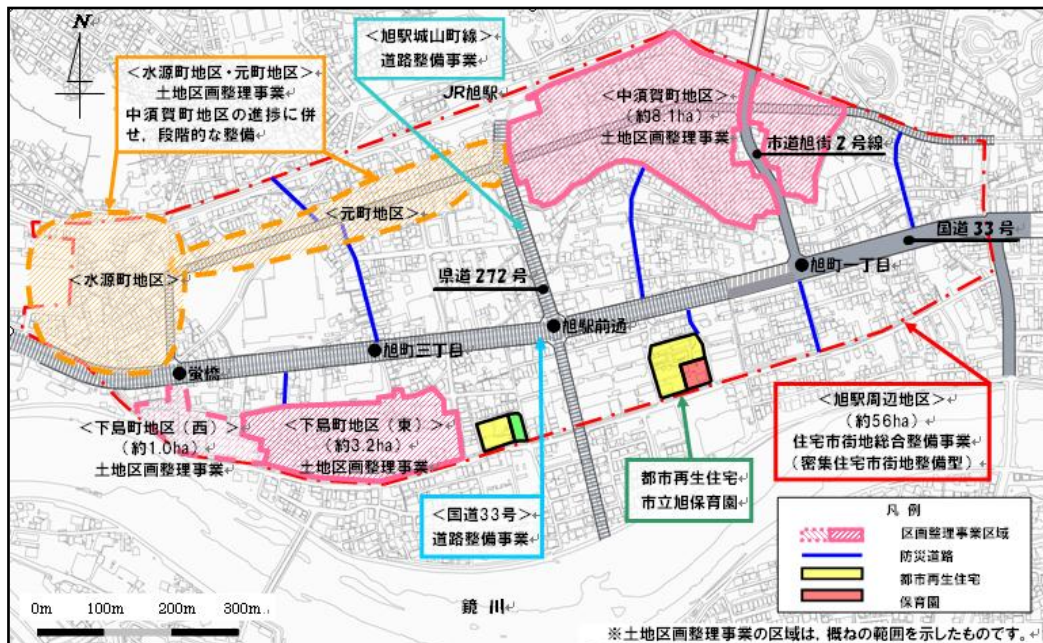 N
<水源町地区・元町地区>
土地区画整理事業
中須賀町地区の進捗に併
せ，段階的な整備
<旭駅城山町線>
道路整備事業
JR旭駅
<中須賀町地区>
(約8.1ha)
土地区画整理事業
市道旭街2号線
<元町地区>
国道33号
<水源町地区>
県道272号
旭町一丁目
旭駅前通
旭町三丁目
蛍橋
<下島町地区(西)>
(約1.0ha)
土地区画整理事業
<下島町地区(東)>
(約3.2ha)
土地区画整理事業
<旭駅周辺地区>
(約56ha)
住宅市街地総合整備事業
(密集住宅市街地整備型)
都市再生住宅
市立旭保育園
<国道33号>
道路整備事業
凡 例
区画整理事業区域
防災道路
都市再生住宅
保育園
0m 100m 200m 300m
鏡 川
※土地区画整理事業の区域は、概ねの範囲を示したものです。